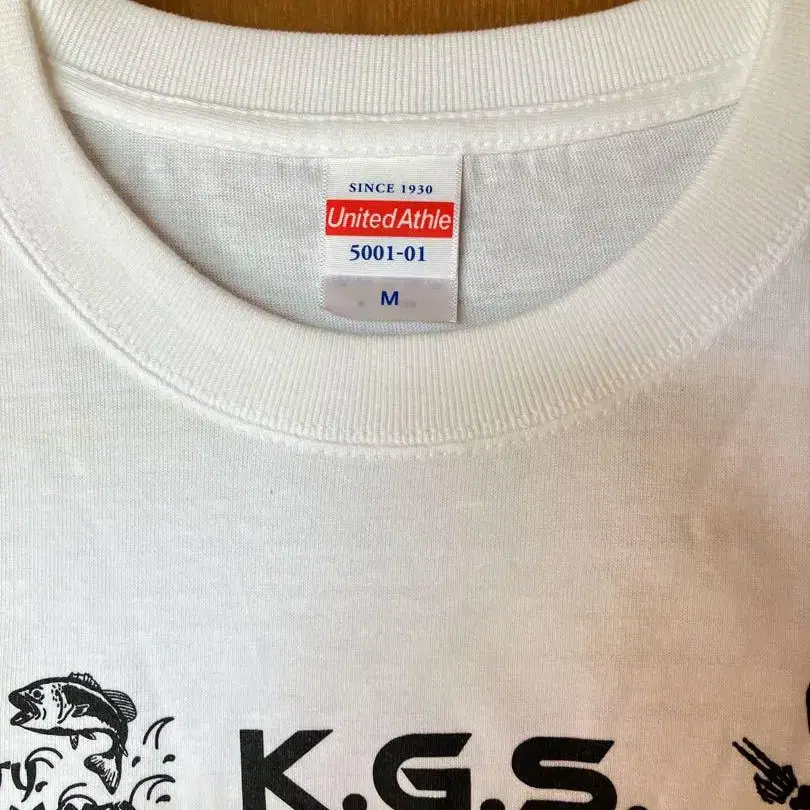 SINCE 1930
United Athle
5001-01
M
K.G.S.